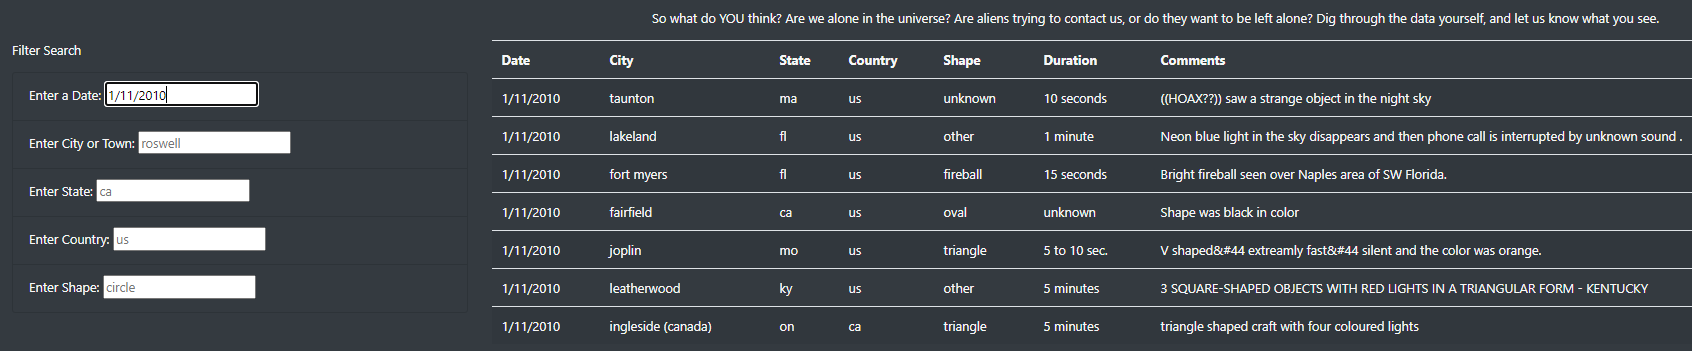 So what do YOU think? Are we alone in the universe? Are aliens trying to contact us, or do they want to be left alone? Dig through the data yourself, and let us know what you see.
Filter Search
Enter a Date: 1/11/2010
Enter City or Town: roswell
Enter State: ca
Enter Country: us
Enter Shape: circle
Date City State Country Shape Duration Comments
1/11/2010 taunton ma us unknown 10 seconds ((HOAX??)) saw a strange object in the night sky
1/11/2010 lakeland fl us other 1 minute Neon blue light in the sky disappears and then phone call is interrupted by unknown sound .
1/11/2010 fort myers fl us fireball 15 seconds Bright fireball seen over Naples area of SW Florida.
1/11/2010 fairfield ca us oval unknown Shape was black in color
1/11/2010 joplin mo us triangle 5 to 10 sec. V shaped&#44 extreamly fast&#44 silent and the color was orange.
1/11/2010 leatherwood ky us other 5 minutes 3 SQUARE-SHAPED OBJECTS WITH RED LIGHTS IN A TRIANGULAR FORM - KENTUCKY
1/11/2010 ingleside (canada) on ca triangle 5 minutes triangle shaped craft with four coloured lights